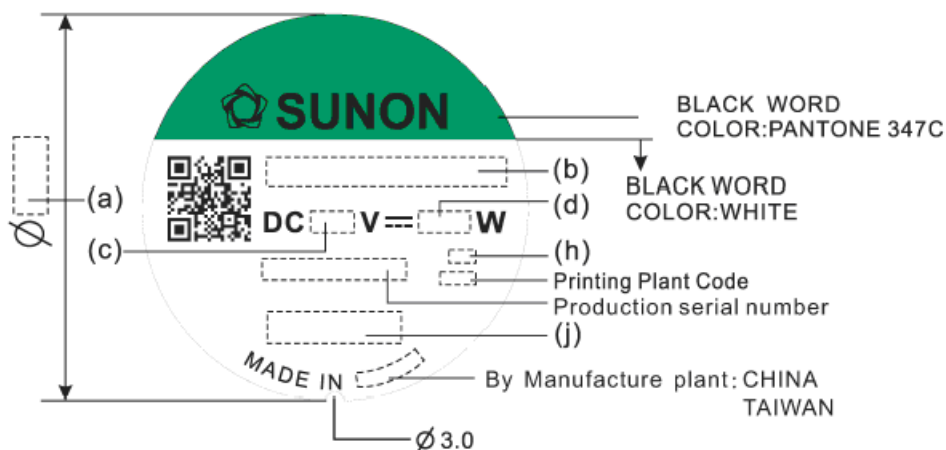 SUNON
BLACK WORD
COLOR:PANTONE 347C
(a)
Ø
(b)
BLACK WORD
COLOR:WHITE
(d)
DC V W
(c)
(h)
Printing Plant Code
Production serial number
(j)
MADE IN
By Manufacture plant: CHINA
TAIWAN
Ø 3.0